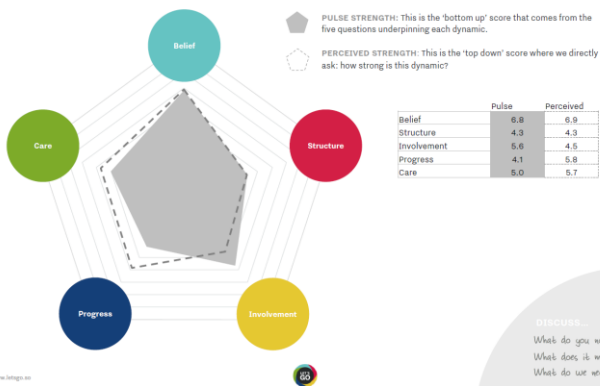 PULSE STRENGTH: This is the 'bottom up' score that comes from the
five questions underpinning each dynamic.
PERCEIVED STRENGTH: This is the 'top down' score where we directly
ask: how strong is this dynamic?
Belief
Care
Structure
Progress
Involvement
Pulse Perceived
Belief 6.8 6.9
Structure 4.3 4.3
Involvement 5.6 4.5
Progress 4.1 5.8
Care 5.0 5.7
DISCUSS...
What do you
What does it
What do we
LET'S
GO